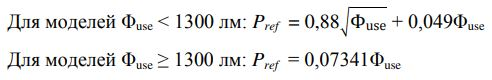 Для моделей Φuse < 1300 лм: Pref = 0,88√Φuse + 0,049Φuse
Для моделей Φuse ≥ 1300 лм: Pref = 0,07341Φuse